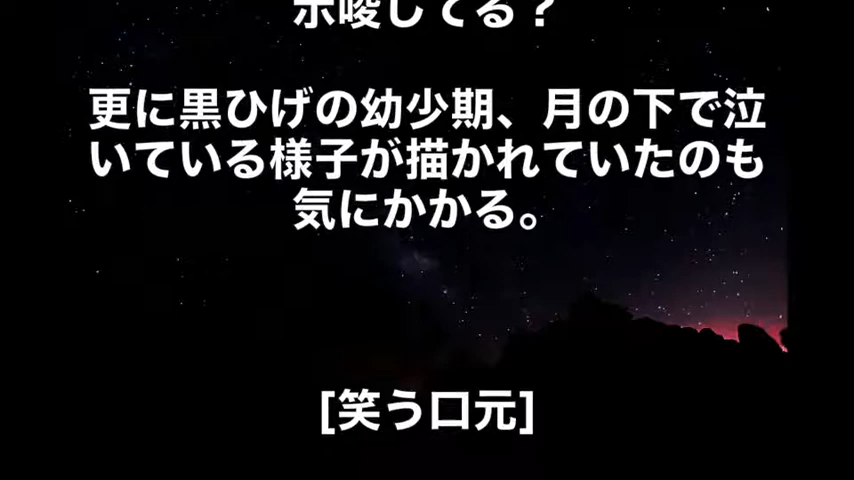 示唆してる？
更に黒ひげの幼少期、月の下で泣
いている様子が描かれていたのも
気にかかる。
[笑う口元]